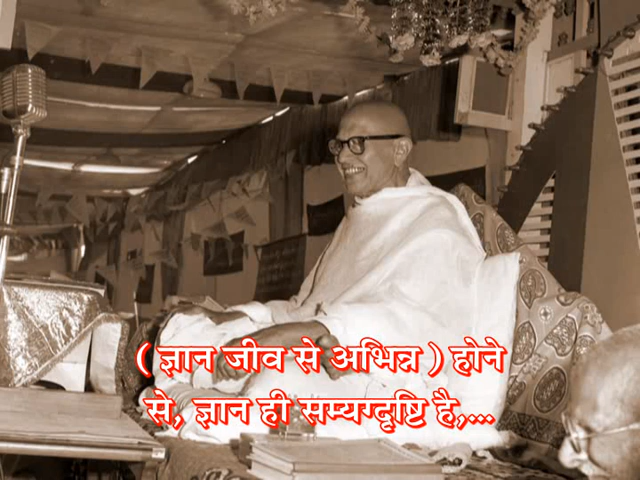 ( ज्ञान जीव से अभिन्न ) होने
से, ज्ञान ही सम्यग्दृष्टि है,...